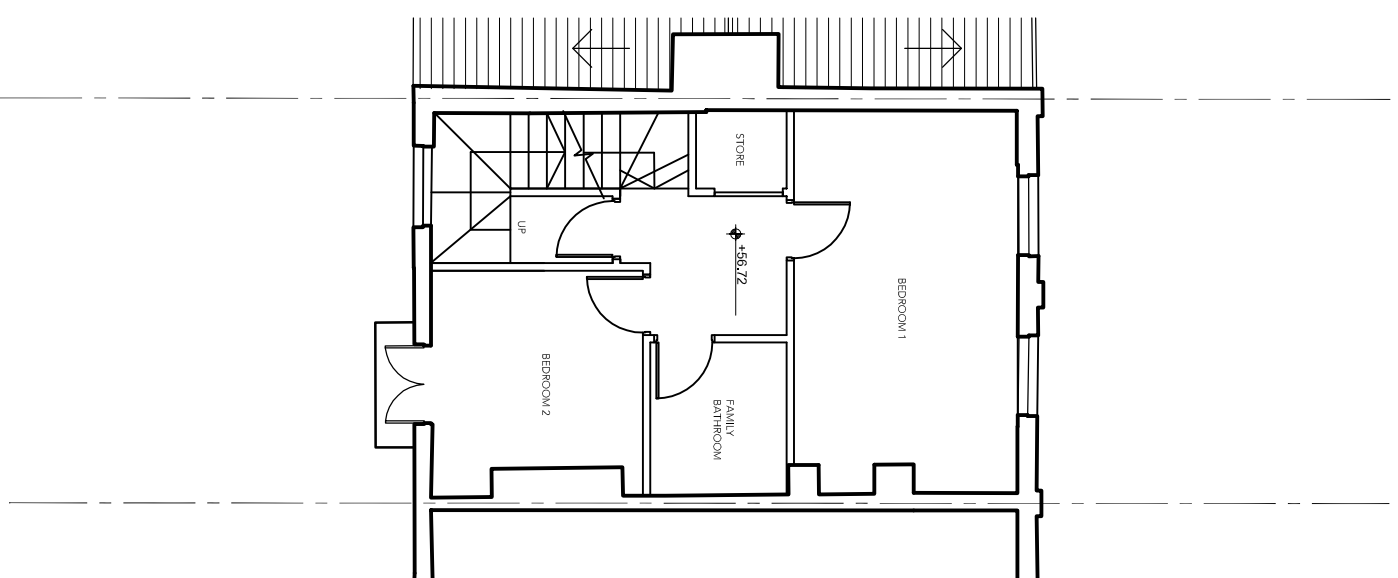 STORE
UP
+56.72
BEDROOM 1
BEDROOM 2
FAMILY
BATHROOM